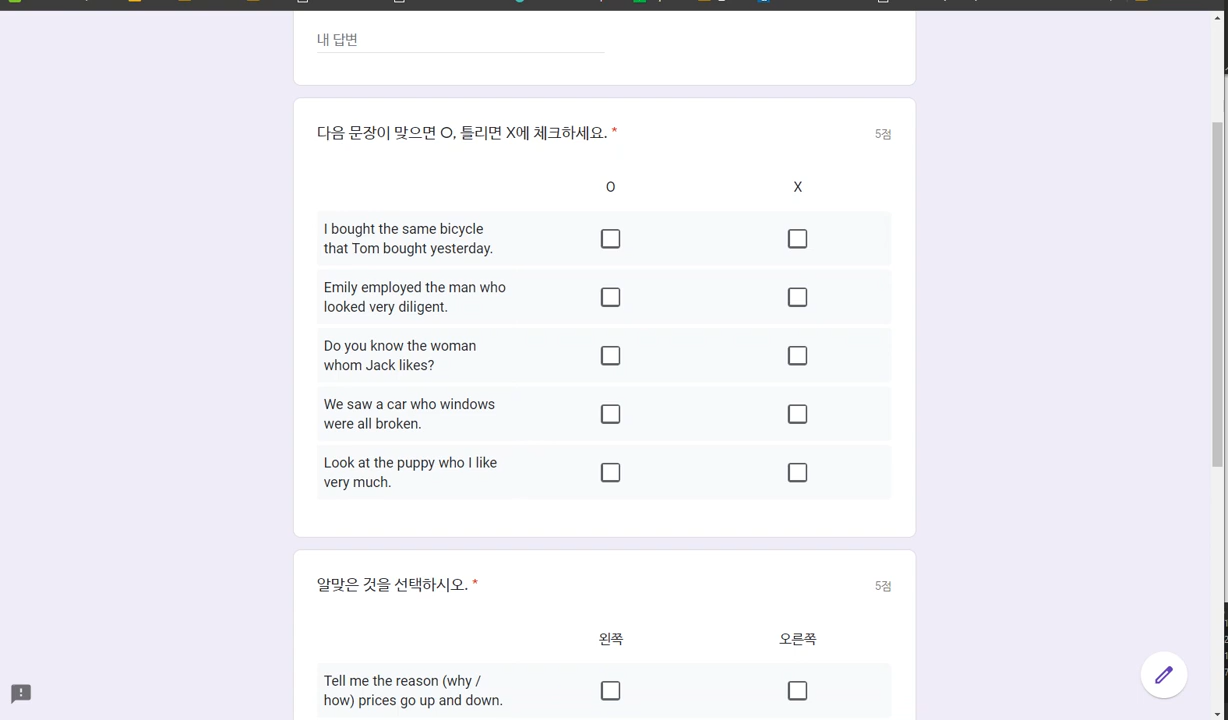 내 답변
다음 문장이 맞으면 O, 틀리면 X에 체크하세요. *
5점
O
X
I bought the same bicycle
that Tom bought yesterday.
Emily employed the man who
looked very diligent.
Do you know the woman
whom Jack likes?
We saw a car who windows
were all broken.
Look at the puppy who I like
very much.
알맞은 것을 선택하시오. *
5점
왼쪽
오른쪽
Tell me the reason (why /
how) prices go up and down.